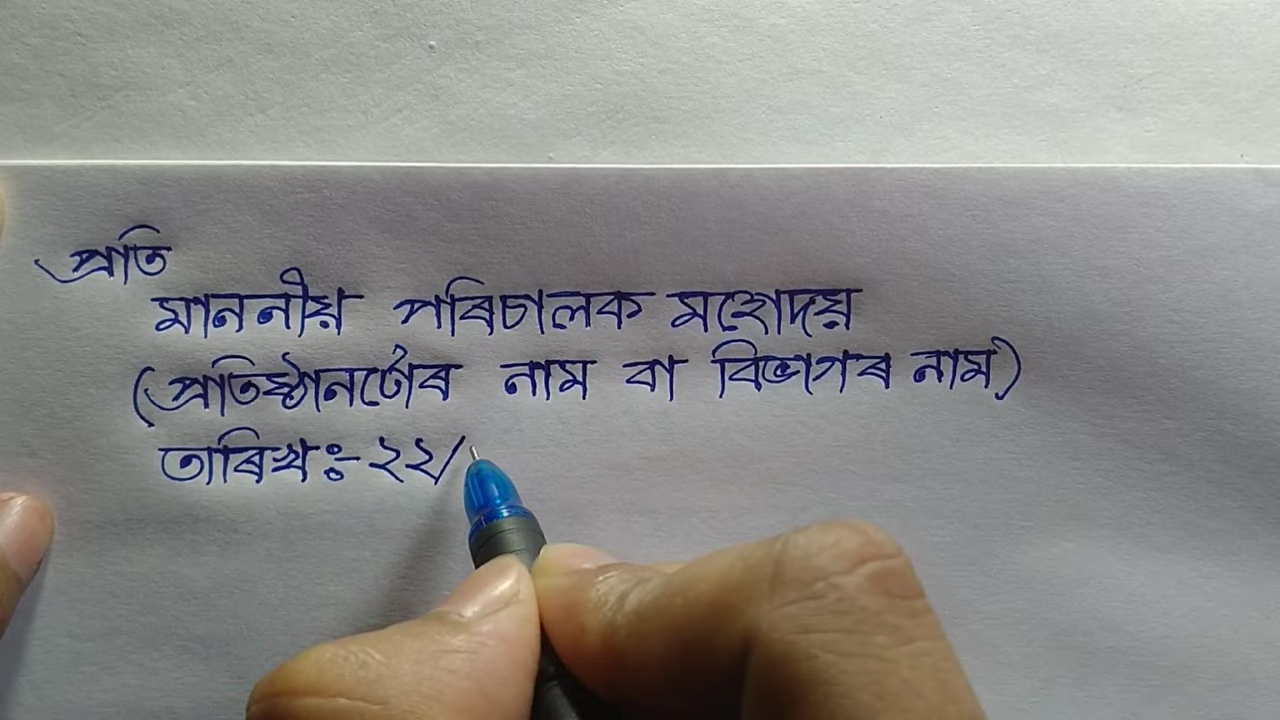 প্ৰতি
মাননীয় পৰিচালক মহোদয়
(প্ৰতিষ্ঠানটোৰ নাম বা বিভাগৰ নাম)
তাৰিখঃ- ২২/